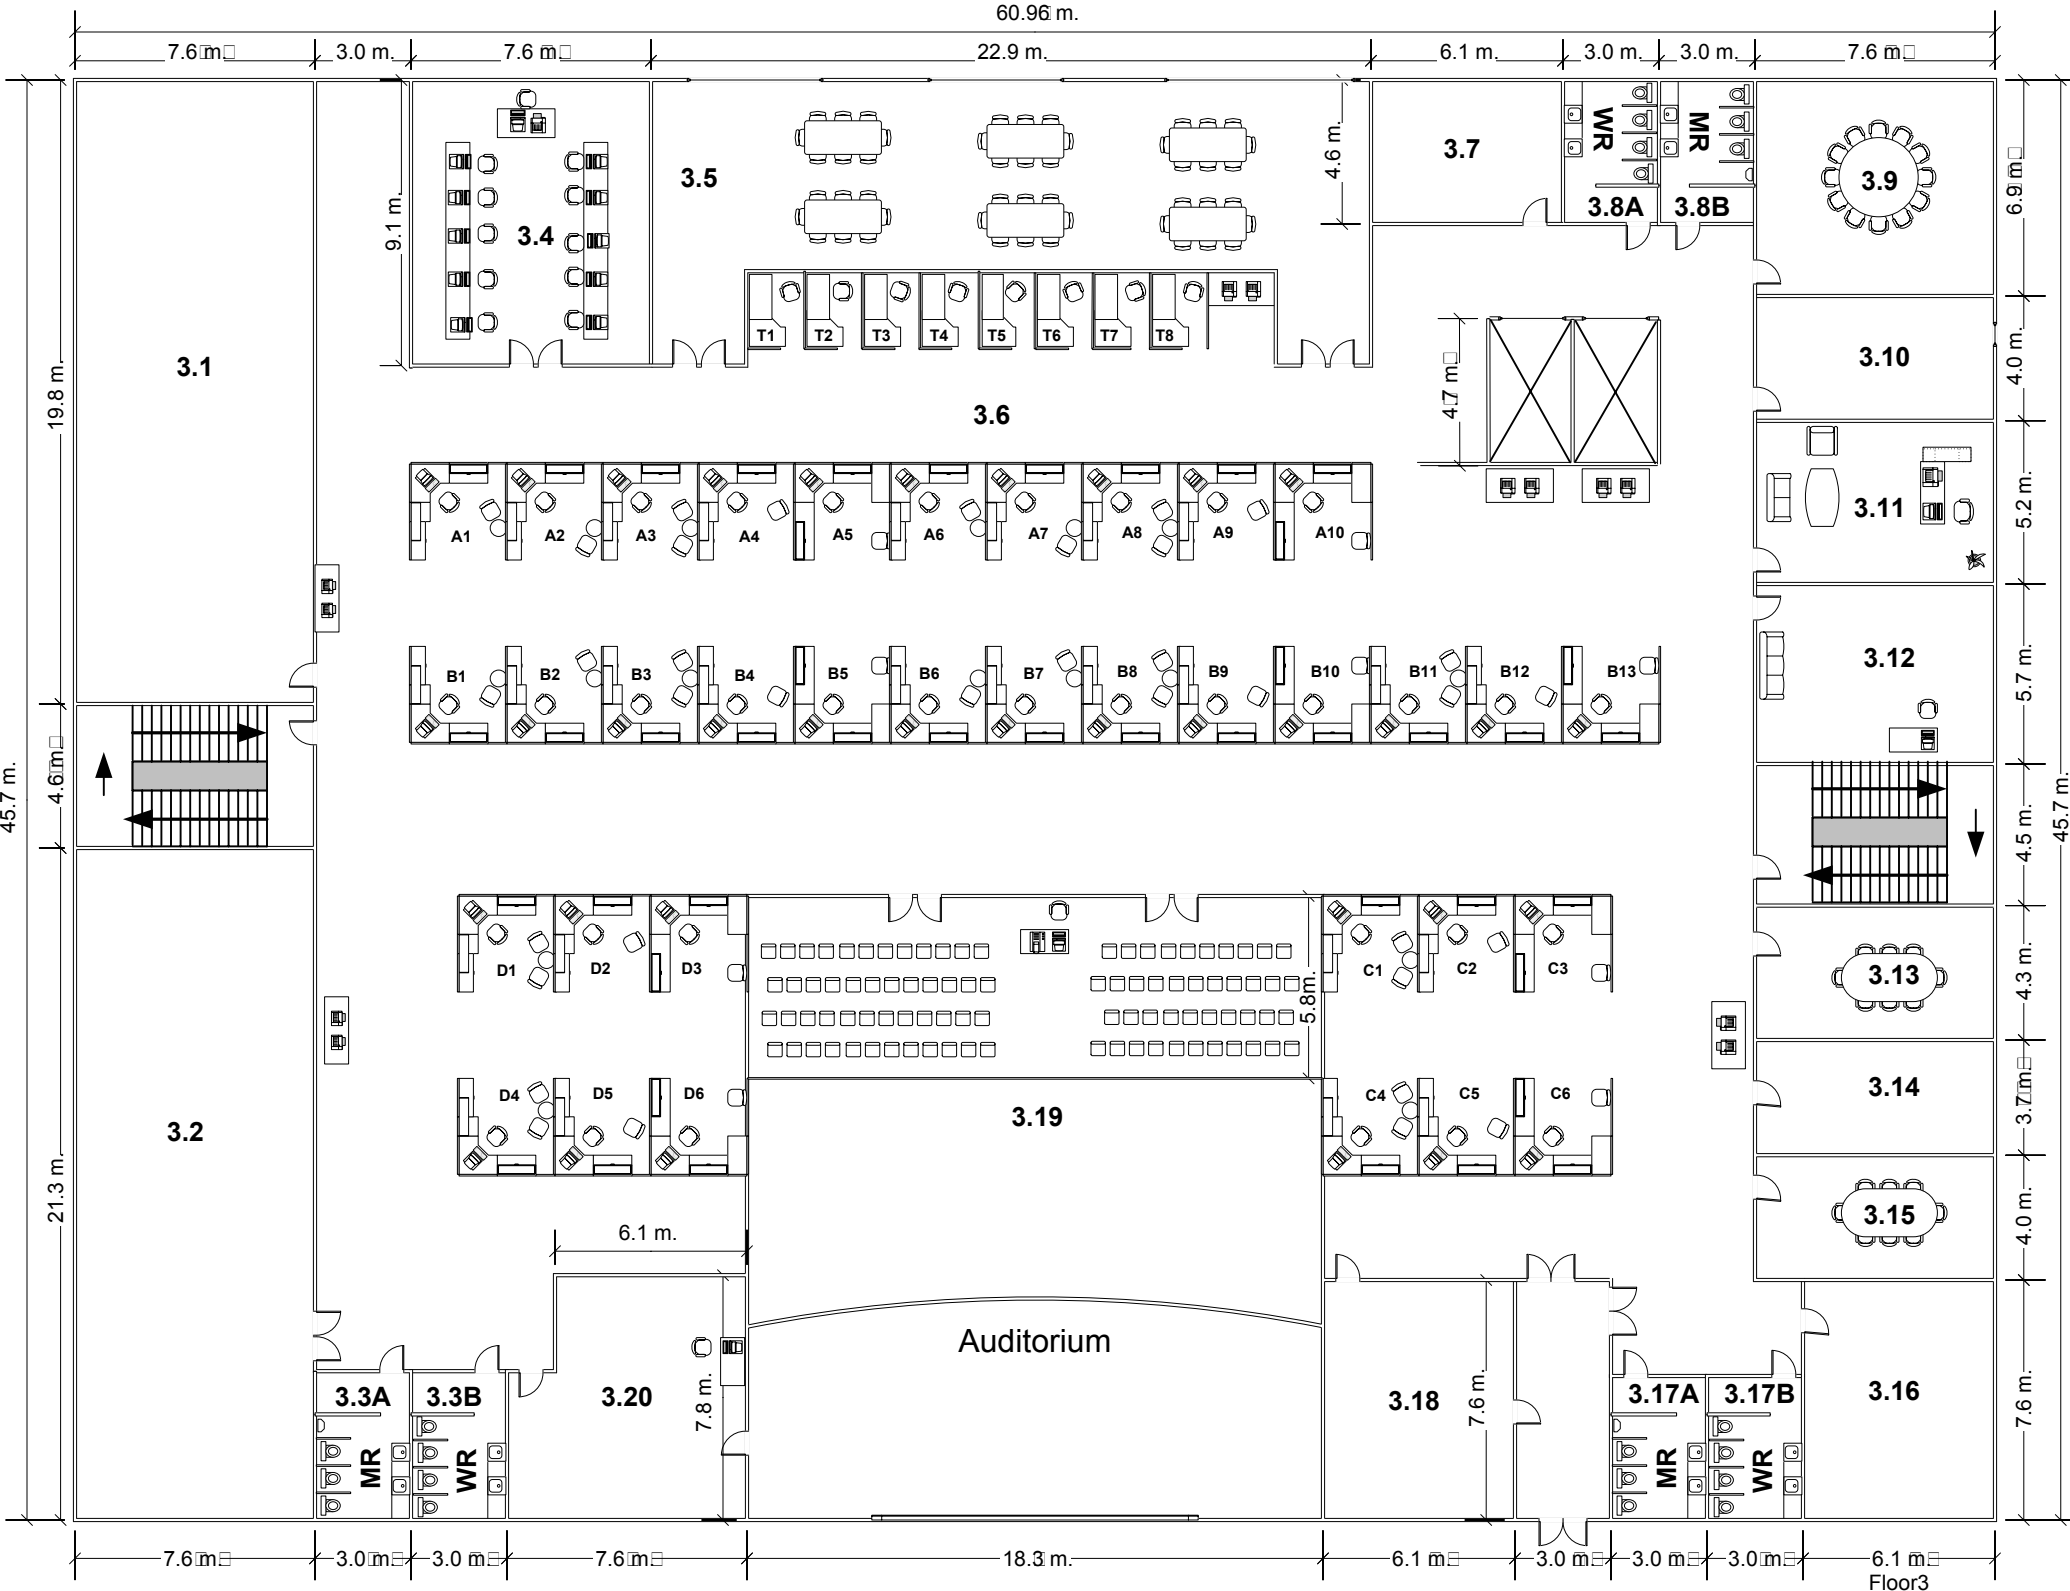 60.96 m.
7.6 m.
3.0 m.
7.6 m.
22.9 m.
6.1 m.
3.0 m.
3.0 m.
7.6 m.
WR
MR
3.7
4.6 m.
3.5
3.9
6.9 m
3.8A
3.8B
9.1 m.
3.4
T1
T2
T3
T4
T5
T6
T7
T8
3.10
4.0 m.
3.1
19.8 m.
4.7 m
3.6
3.11
5.2 m.
A1
A2
A3
A4
A5
A6
A7
A8
A9
A10
B1
B2
B3
B4
B5
B6
B7
B8
B9
B10
B11
B12
B13
3.12
5.7 m.
45.7 m.
4.6 m
4.5 m.
45.7 m.
D1
D2
D3
C1
C2
C3
3.13
4.3 m.
5.8m.
D4
D5
D6
3.19
C4
C5
C6
3.14
3.7 m
3.2
21.3 m.
3.15
4.0 m.
6.1 m.
Auditorium
3.3A
3.3B
3.20
7.8 m.
3.18
7.6 m.
3.17A
3.17B
3.16
7.6 m.
MR
WR
MR
WR
7.6 m.
3.0 m.
3.0 m.
7.6 m.
18.3 m.
6.1 m.
3.0 m.
3.0 m.
3.0 m.
6.1 m.
Floor3